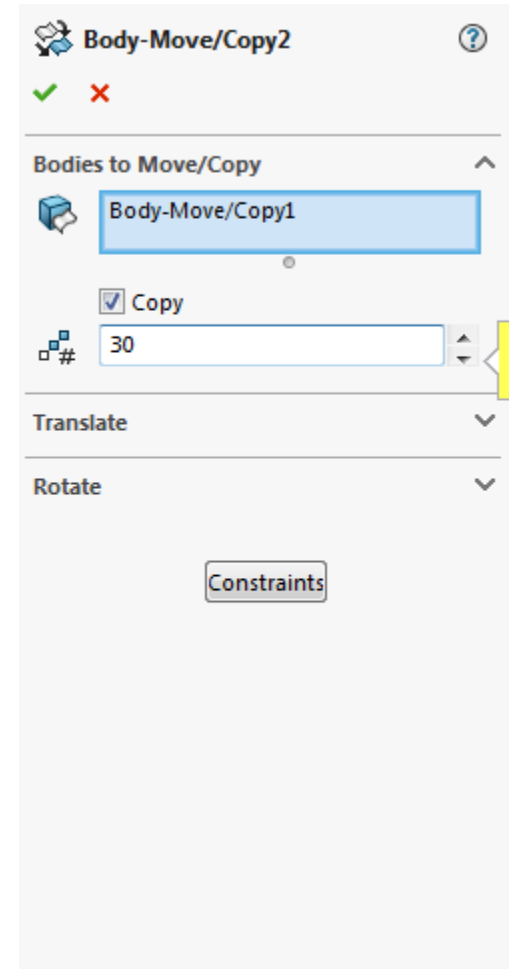 Body-Move/Copy2
Bodies to Move/Copy
Body-Move/Copy1
Copy
30
Translate
Rotate
Constraints